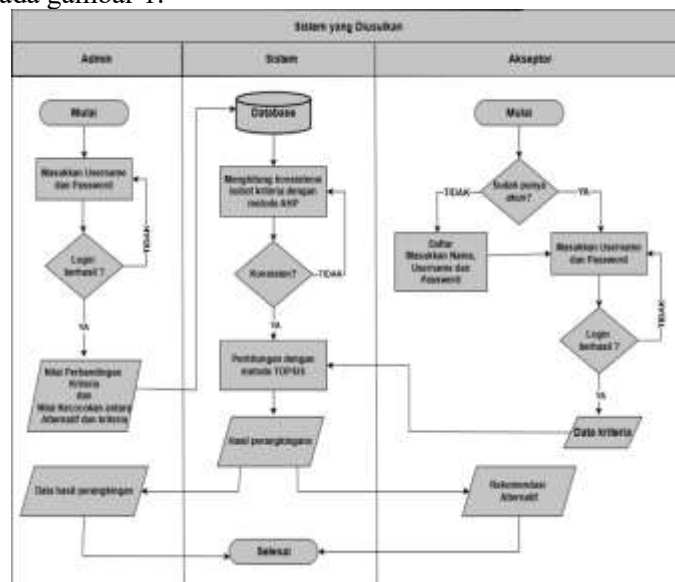 ada gambar 1.
Sistem yang Diusulkan
Admin
Sistem
Akseptor
Mulai
Database
Mulai
Masukkan Username
dan Password
TIDAK
Login
berhasil ?
YA
Nilai Perbandingan
Kriteria
dan
Nilai Kecocokan antara
Alternatif dan kriteria
Menghitung konsistensi
bobot kriteria dengan
metode AHP
Konsisten?
TIDAK
YA
Perhitungan dengan
metode TOPSIS
Hasil perangkingan
Sudah punya
akun?
TIDAK
YA
Daftar
Masukkan Nama,
Username dan
Password
Masukkan Username
dan Password
TIDAK
Login
berhasil ?
YA
Data kriteria
Data hasil perangkingan
Rekomendasi
Alternatif
Selesai